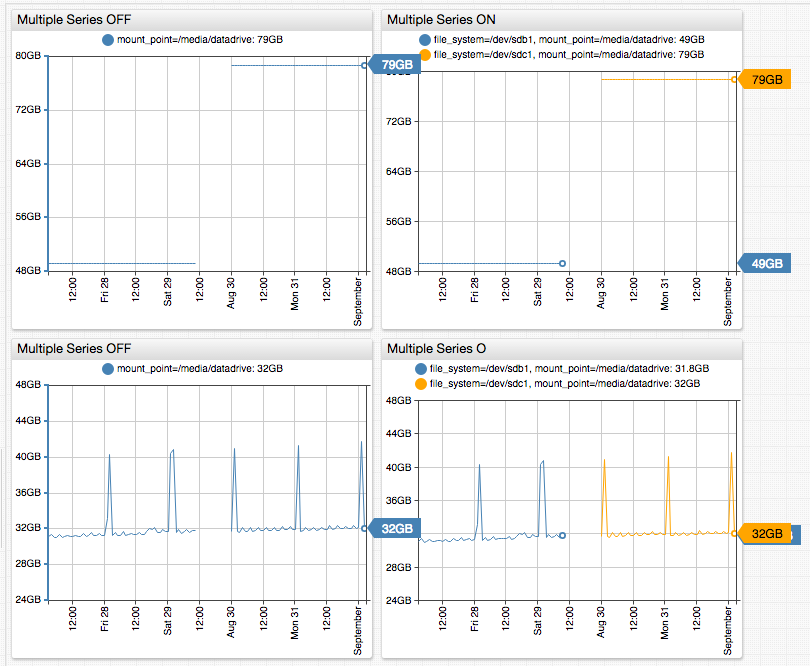 Multiple Series OFF
mount_point=/media/datadrive: 79GB
80GB
79GB
72GB
64GB
56GB
48GB
12:00
Fri 28
12:00
Sat 29
12:00
Aug 30
12:00
Mon 31
12:00
September
Multiple Series ON
file_system=/dev/sdb1, mount_point=/media/datadrive: 49GB
file_system=/dev/sdc1, mount_point=/media/datadrive: 79GB
79GB
72GB
64GB
56GB
49GB
48GB
12:00
Fri 28
12:00
Sat 29
12:00
Aug 30
12:00
Mon 31
12:00
September
Multiple Series OFF
mount_point=/media/datadrive: 32GB
48GB
44GB
40GB
36GB
32GB
32GB
28GB
24GB
12:00
Fri 28
12:00
Sat 29
12:00
Aug 30
12:00
Mon 31
12:00
September
Multiple Series O
file_system=/dev/sdb1, mount_point=/media/datadrive: 31.8GB
file_system=/dev/sdc1, mount_point=/media/datadrive: 32GB
48GB
44GB
40GB
36GB
32GB
28GB
24GB
12:00
Fri 28
12:00
Sat 29
12:00
Aug 30
12:00
Mon 31
12:00
September